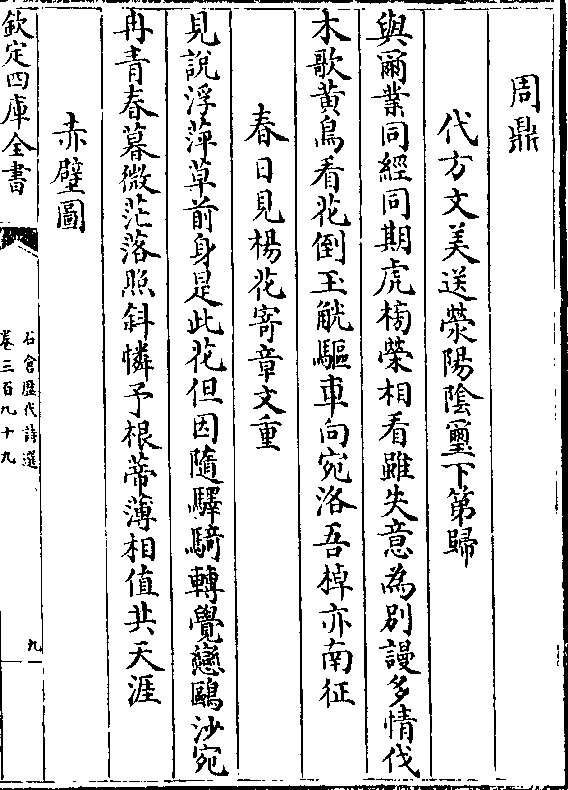 周鼎
代方文美送滎陽陰璽下第歸
與爾業同經同期虎榜榮相看雖失意為别謾多情伐
木歌黄鳥看花倒玉觥驅車向宛洛吾棹亦南征
春日見楊花寄章文重
見說浮萍草前身是此花但因隨驛騎轉覺戀鷗沙宛
冉青春暮微茫落照斜憐予根蒂薄相值共天涯
赤壁圖
欽定四庫全書
石倉歴代詩選
卷三百九十九
九